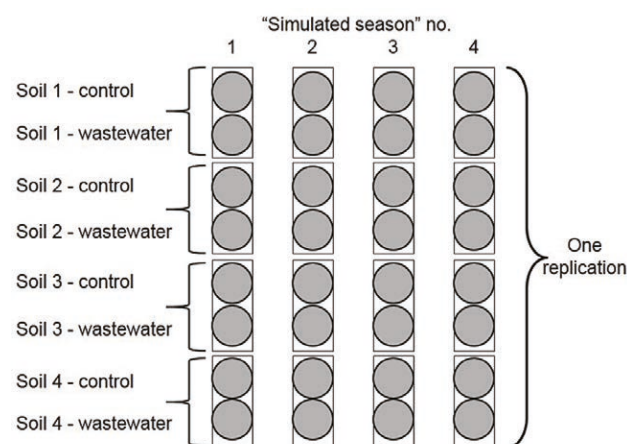 “Simulated season” no.
1 2 3 4
Soil 1 - control
Soil 1 - wastewater
Soil 2 - control
Soil 2 - wastewater
One
replication
Soil 3 - control
Soil 3 - wastewater
Soil 4 - control
Soil 4 - wastewater